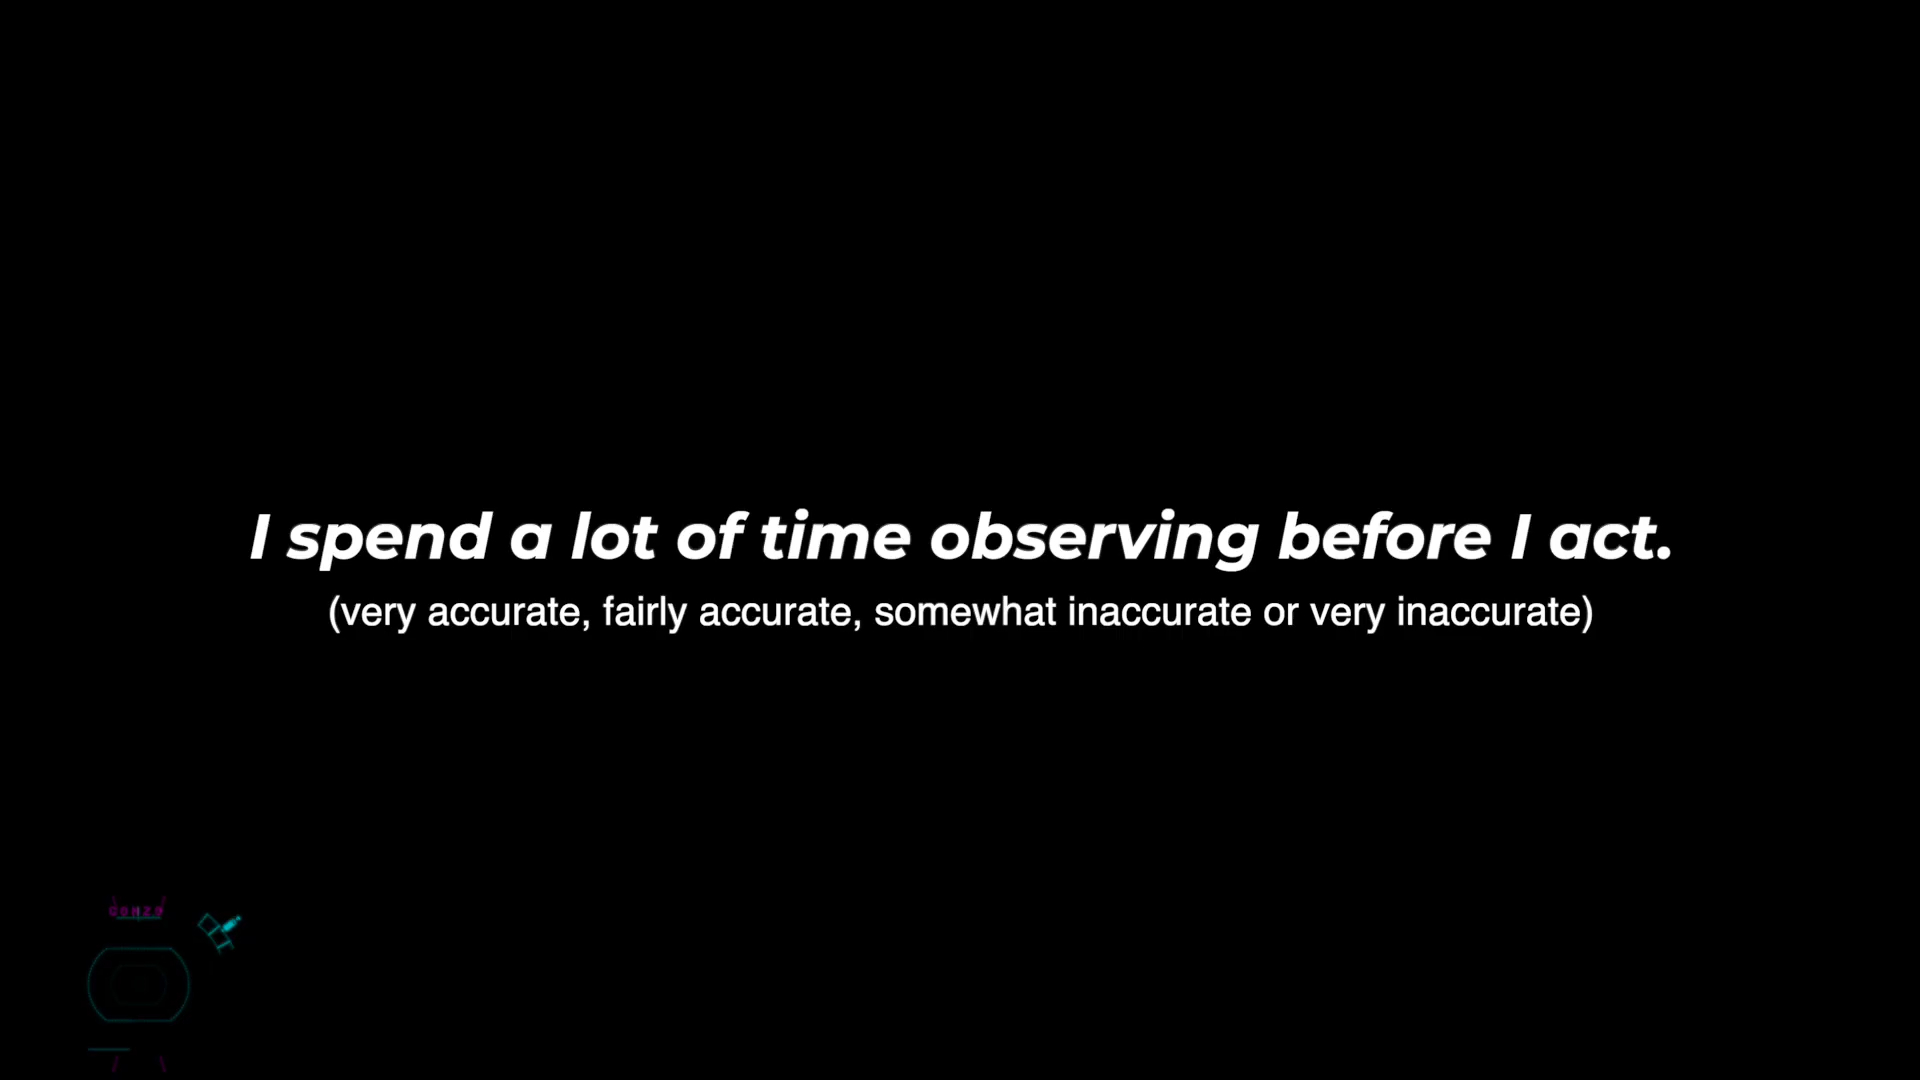 I spend a lot of time observing before I act.
(very accurate, fairly accurate, somewhat inaccurate or very inaccurate)